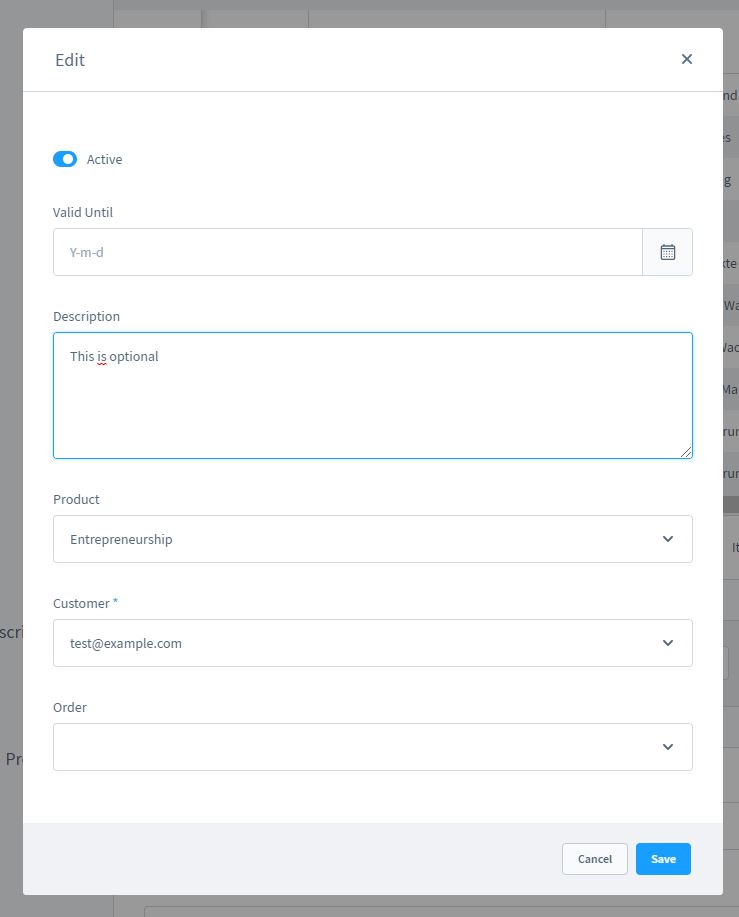 Edit
Active
Valid Until
Y-m-d
Description
This is optional
Product
Entrepreneurship
Customer *
test@example.com
Order
Cancel
Save